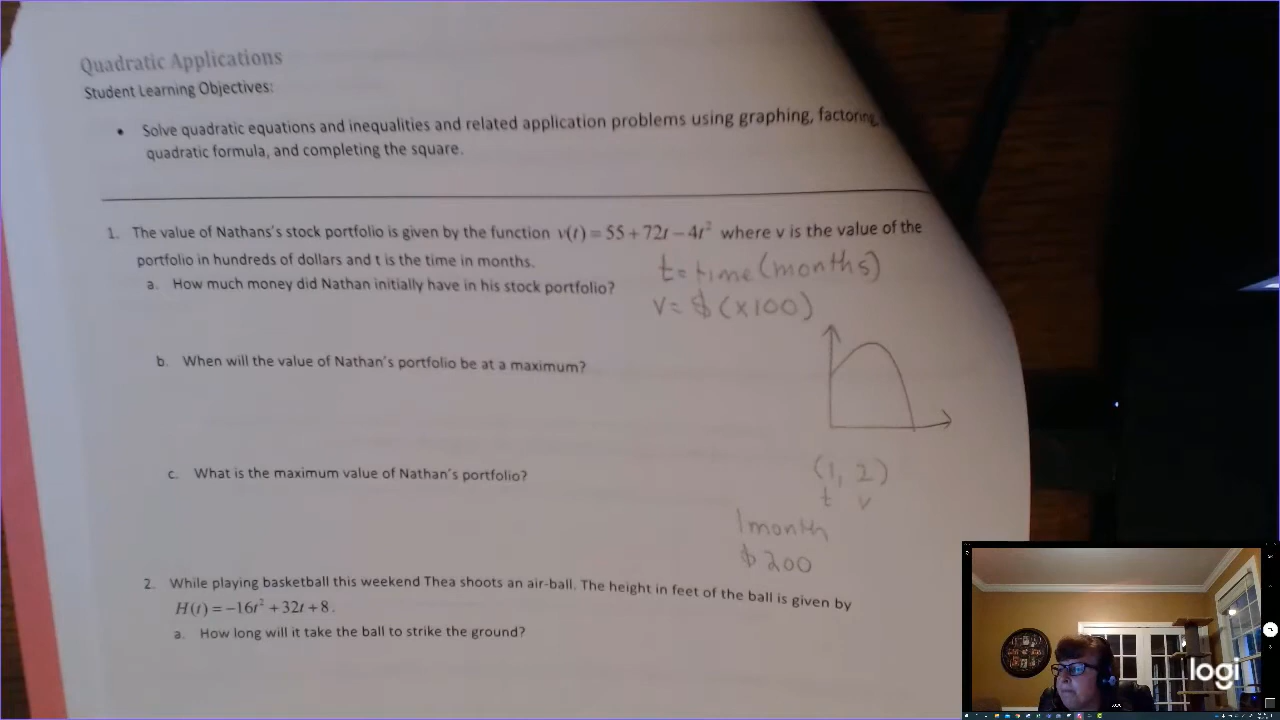 Quadratic Applications
Student Learning Objectives:
• Solve quadratic equations and inequalities and related application problems using graphing, factoring,
quadratic formula, and completing the square.
1. The value of Nathans's stock portfolio is given by the function v(t) = 55 + 72t − 4t² where v is the value of the
portfolio in hundreds of dollars and t is the time in months.
t = time (months)
a. How much money did Nathan initially have in his stock portfolio?
v = $ (x100)
b. When will the value of Nathan's portfolio be at a maximum?
c. What is the maximum value of Nathan's portfolio?
(1, 2)
t v
1 month
$200
2. While playing basketball this weekend Thea shoots an air-ball. The height in feet of the ball is given by
H(t) = −16t² + 32t + 8.
a. How long will it take the ball to strike the ground?
logi